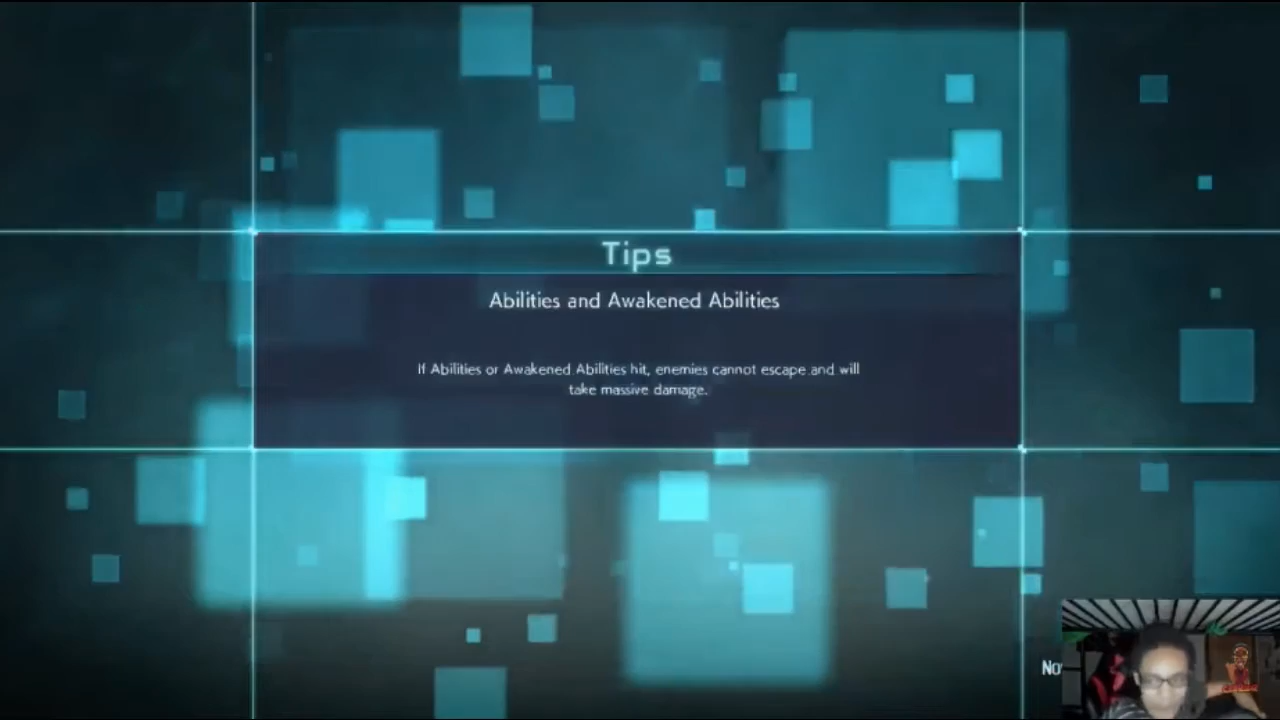 Tips
Abilities and Awakened Abilities
If Abilities or Awakened Abilities hit, enemies cannot escape and will
take massive damage.